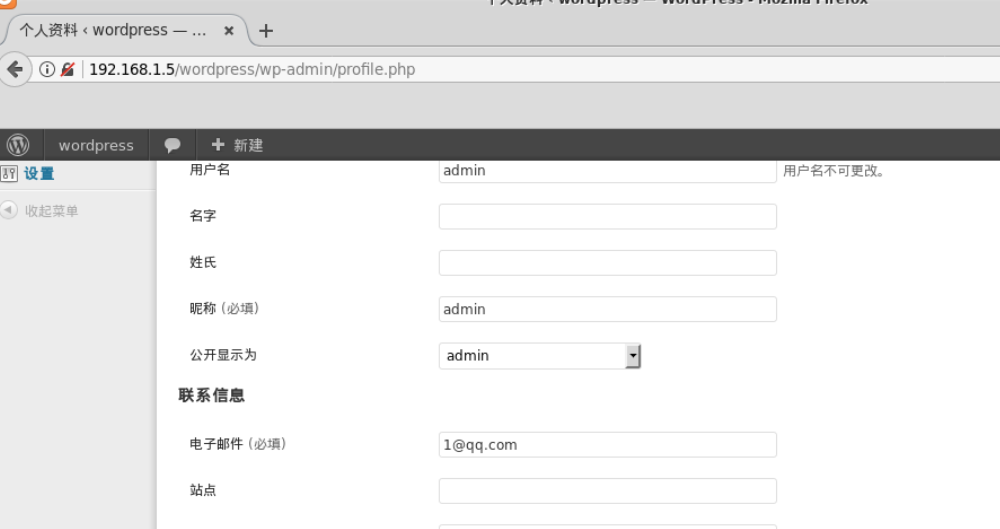 个人资料 ‹ wordpress — WordPress - Mozilla Firefox
个人资料 ‹ wordpress — ...
192.168.1.5/wordpress/wp-admin/profile.php
wordpress 新建
设置
收起菜单
用户名 admin 用户名不可更改。
名字
姓氏
昵称 (必填) admin
公开显示为 admin
联系信息
电子邮件 (必填) 1@qq.com
站点